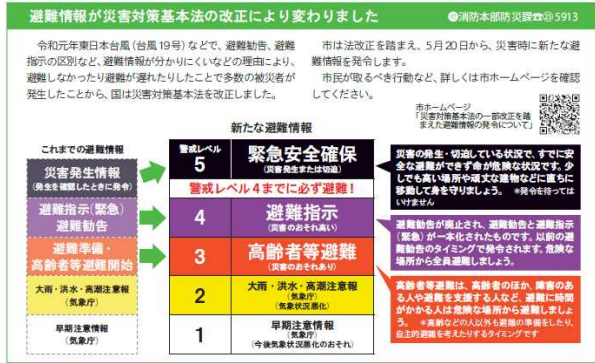 避難情報が災害対策基本法の改正により変わりました
消防本部防災課☎㉓5913
令和元年東日本台風(台風19号)などで、避難勧告、避難
指示の区別など、避難情報が分かりにくいなどの理由により、
避難しなかったり避難が遅れたりしたことで多数の被災者が
発生したことから、国は災害対策基本法を改正しました。
市は法改正を踏まえ、5月20日から、災害時に新たな避
難情報を発令します。
市民が取るべき行動など、詳しくは市ホームページを確認
してください。
市ホームページ
「災害対策基本法の一部改正を踏
まえた避難情報の発令について」
新たな避難情報
これまでの避難情報
災害発生情報
(発生を確認したときに発令)
避難指示(緊急)
避難勧告
避難準備・
高齢者等避難開始
大雨・洪水・高潮注意報
(気象庁)
早期注意情報
(気象庁)
警戒レベル
5
緊急安全確保
(災害発生または切迫)
警戒レベル4までに必ず避難!
4
避難指示
(災害のおそれ高い)
3
高齢者等避難
(災害のおそれあり)
2
大雨・洪水・高潮注意報
(気象庁)
(気象状況悪化)
1
早期注意情報
(気象庁)
(今後気象状況悪化のおそれ)
災害の発生・切迫している状況で、すでに安
全な避難ができず命が危険な状況です。少
しでも高い場所や頑丈な建物などに直ちに
移動して身を守りましょう。 *発令を待っては
いけません
避難勧告が廃止され、避難勧告と避難指示
(緊急)が一本化されたものです。以前の避
難勧告のタイミングで発令されます。危険な
場所から全員避難しましょう。
高齢者等避難は、高齢者のほか、障害のあ
る人や避難を支援する人など、避難に時間
がかかる人は危険な場所から避難しましょ
う。 *高齢などの人以外も避難の準備をしたり、
自主的避難を考えたりするタイミングです